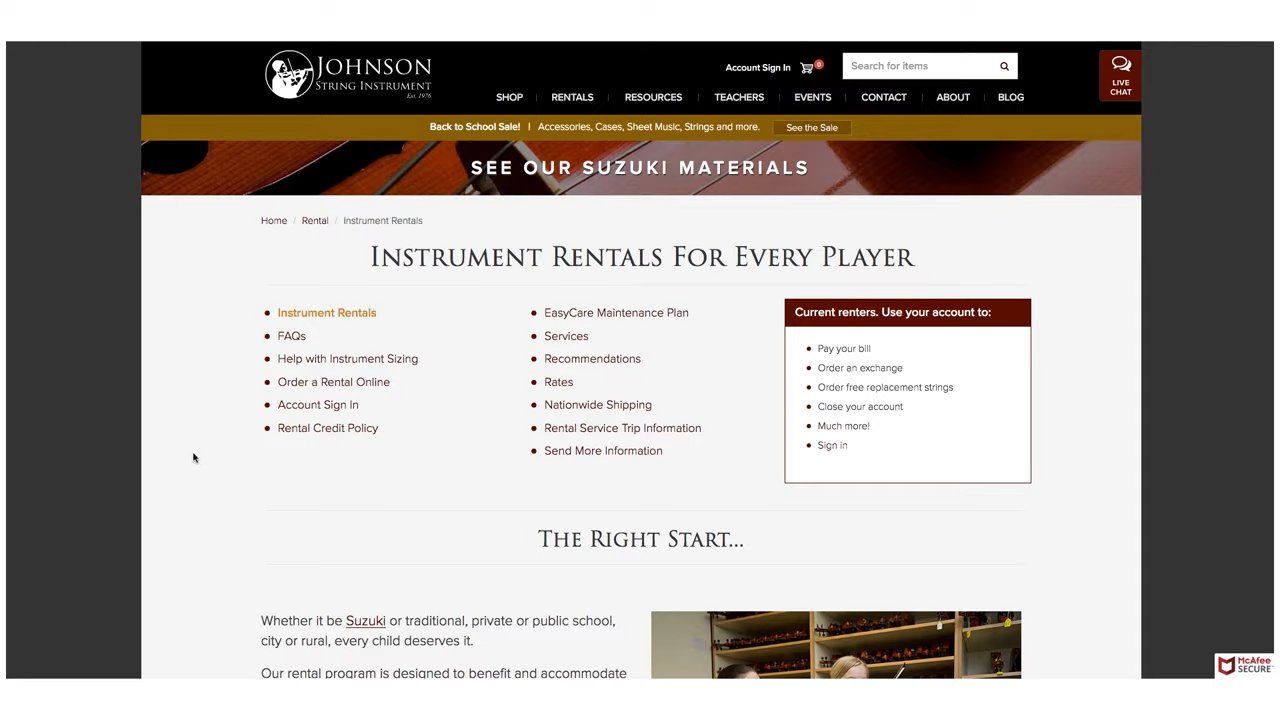 JOHNSON
STRING INSTRUMENT
Est. 1976
Account Sign In
0
Search for items
LIVE
CHAT
SHOP
RENTALS
RESOURCES
TEACHERS
EVENTS
CONTACT
ABOUT
BLOG
Back to School Sale! | Accessories, Cases, Sheet Music, Strings and more. See the Sale
SEE OUR SUZUKI MATERIALS
Home / Rental / Instrument Rentals
INSTRUMENT RENTALS FOR EVERY PLAYER
Instrument Rentals
FAQs
Help with Instrument Sizing
Order a Rental Online
Account Sign In
Rental Credit Policy
EasyCare Maintenance Plan
Services
Recommendations
Rates
Nationwide Shipping
Rental Service Trip Information
Send More Information
Current renters. Use your account to:
Pay your bill
Order an exchange
Order free replacement strings
Close your account
Much more!
Sign in
THE RIGHT START...
Whether it be Suzuki or traditional, private or public school,
city or rural, every child deserves it.
Our rental program is designed to benefit and accommodate
McAfee
SECURE